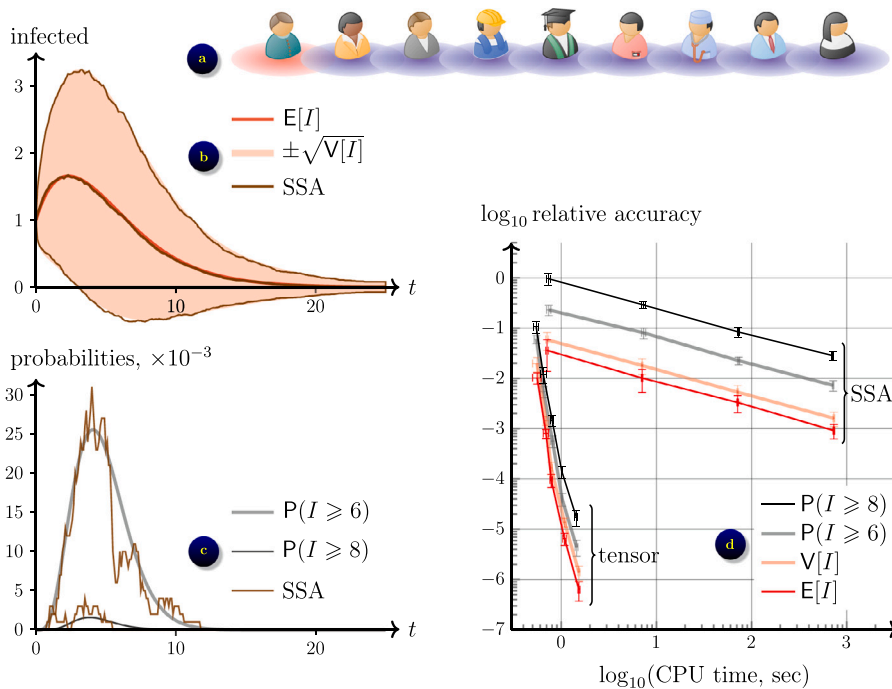 infected
a
3
2
1
0
E[I]
±√V[I]
b
SSA
0
10
20
t
probabilities, ×10⁻³
30
25
20
15
10
5
0
P(I ⩾ 6)
P(I ⩾ 8)
c
SSA
0
10
20
t
log₁₀ relative accuracy
0
−1
−2
−3
−4
−5
−6
−7
SSA
tensor
d
P(I ⩾ 8)
P(I ⩾ 6)
V[I]
E[I]
0
1
2
3
log₁₀(CPU time, sec)